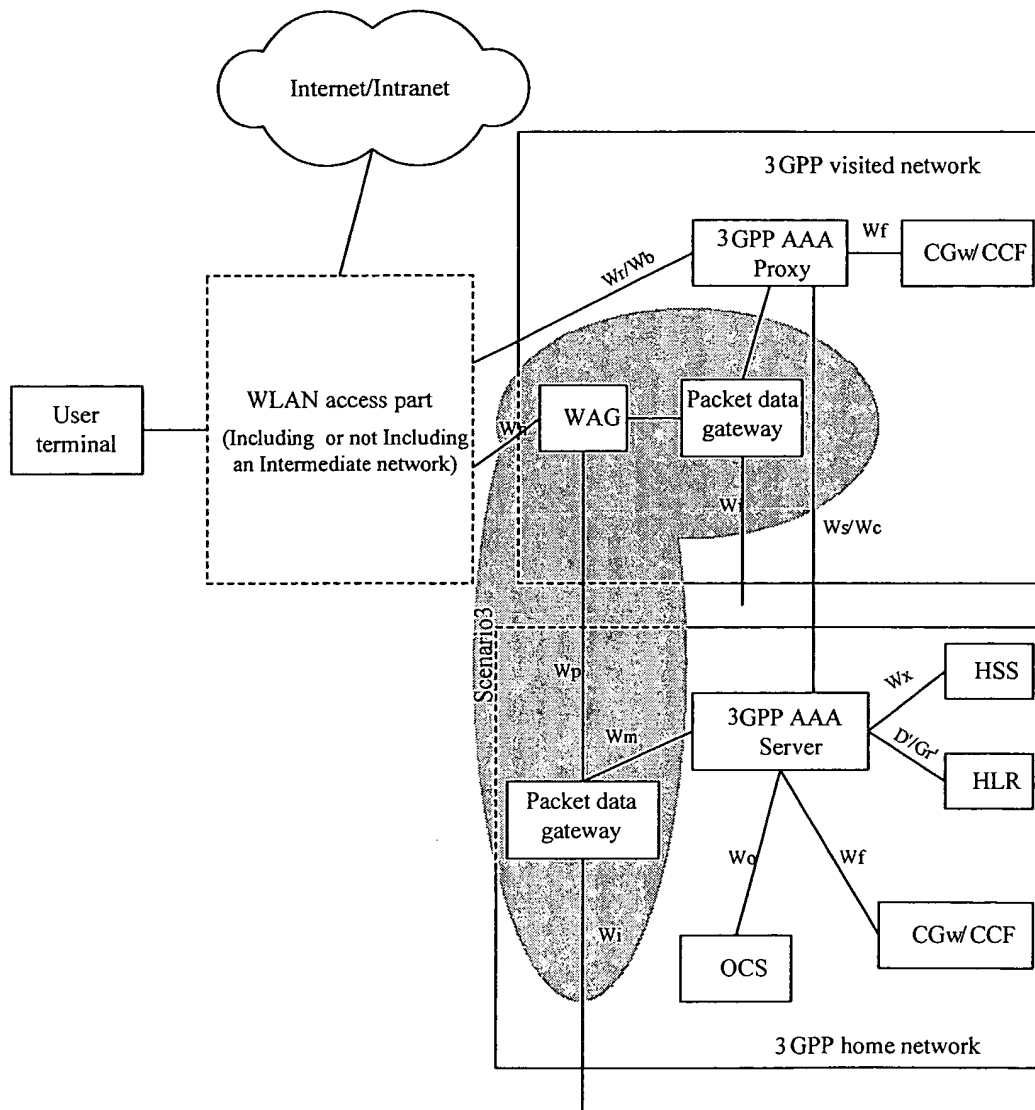 Internet/Intranet
3GPP visited network
3GPP AAA
Proxy
Wf
CGw/CCF
Wr/Wb
User
terminal
WLAN access part
(Including or not Including
an Intermediate network)
WAG
Packet data
gateway
Ws/Wc
Scenario3
Wp
Wm
3GPP AAA
Server
Wx
HSS
D'/Gr'
HLR
Packet data
gateway
Wo
Wf
Wi
OCS
CGw/CCF
3GPP home network